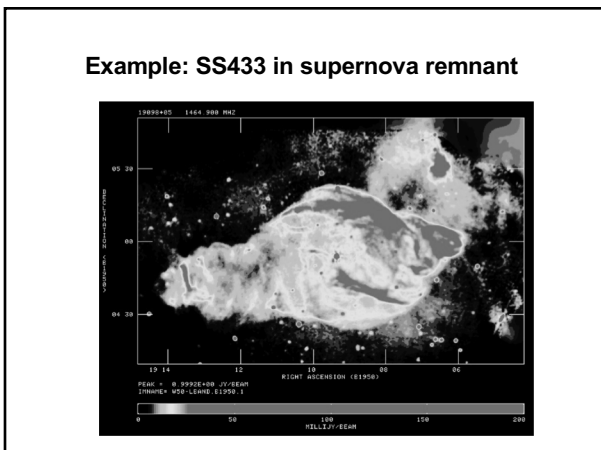 Example: SS433 in supernova remnant
19098+05 1464.900 MHZ
05 30
00
04 30
DECLINATION (B1950)
19 14 10 08 06
RIGHT ASCENSION (B1950)
PEAK = 0.9992E+00 JY/BEAM
IMNAME= W50-LEAND.B1950.1
0 50 100 150 200
MILLIJY/BEAM